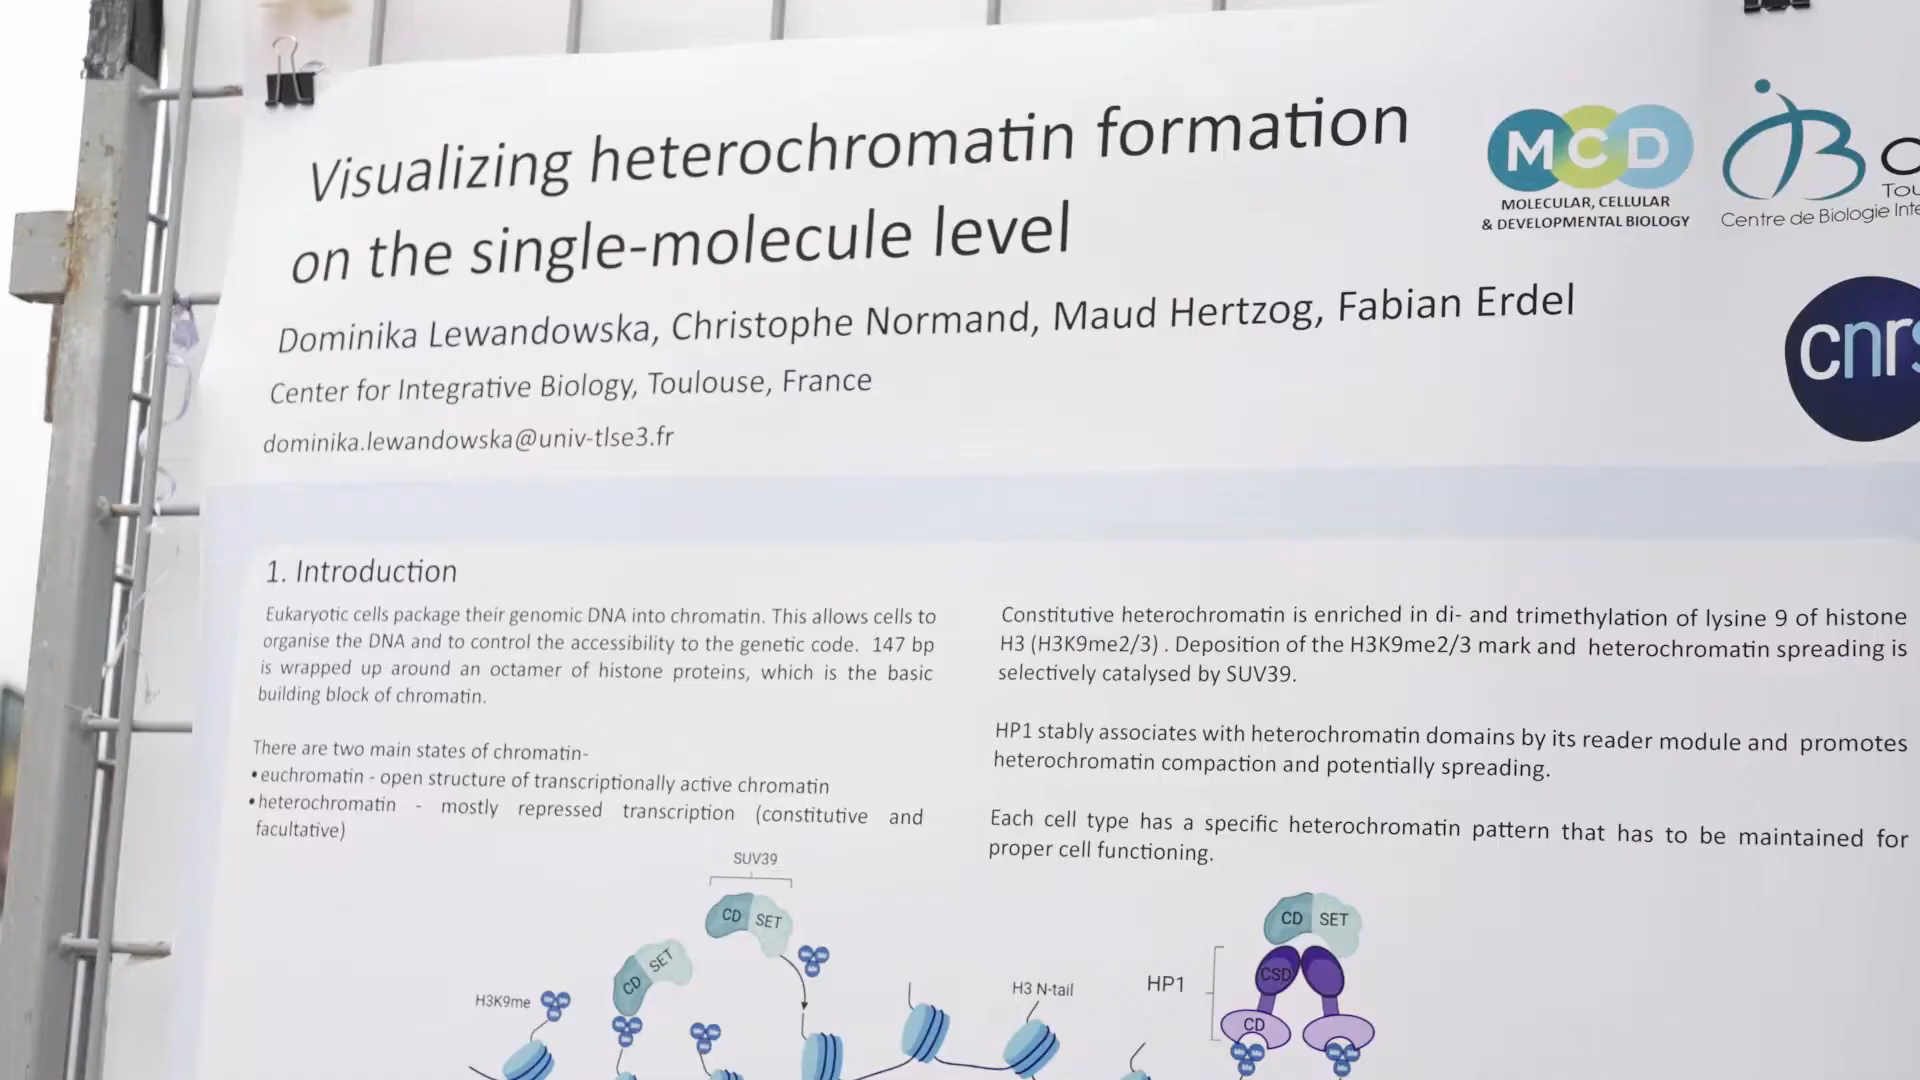 Visualizing heterochromatin formation
on the single-molecule level
Dominika Lewandowska, Christophe Normand, Maud Hertzog, Fabian Erdel
Center for Integrative Biology, Toulouse, France
dominika.lewandowska@univ-tlse3.fr
MCD
MOLECULAR, CELLULAR
& DEVELOPMENTAL BIOLOGY
Centre de Biologie
cnrs
1. Introduction
Eukaryotic cells package their genomic DNA into chromatin. This allows cells to
organise the DNA and to control the accessibility to the genetic code. 147 bp
is wrapped up around an octamer of histone proteins, which is the basic
building block of chromatin.
There are two main states of chromatin-
•euchromatin - open structure of transcriptionally active chromatin
•heterochromatin - mostly repressed transcription (constitutive and
facultative)
Constitutive heterochromatin is enriched in di- and trimethylation of lysine 9 of histone
H3 (H3K9me2/3) . Deposition of the H3K9me2/3 mark and heterochromatin spreading is
selectively catalysed by SUV39.
HP1 stably associates with heterochromatin domains by its reader module and promotes
heterochromatin compaction and potentially spreading.
Each cell type has a specific heterochromatin pattern that has to be maintained for
proper cell functioning.
SUV39
CD SET
CD SET
H3K9me
H3 N-tail
HP1
CD SET
CSD
CD